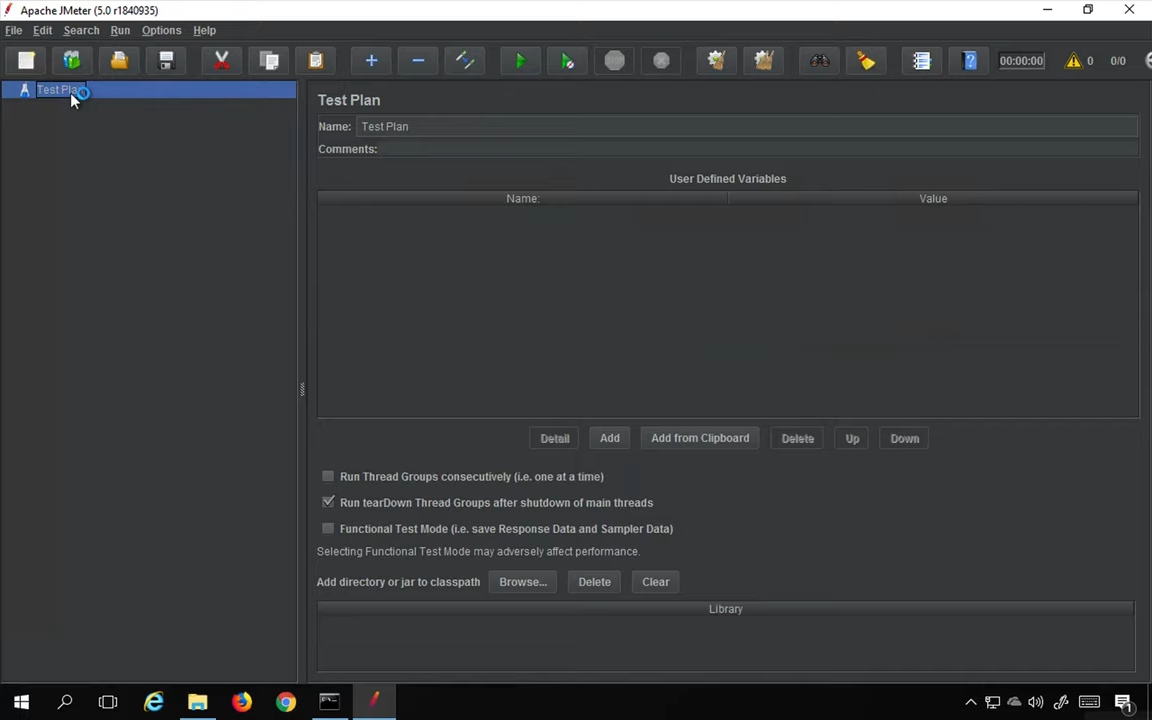 Apache JMeter (5.0 r1840935)
File Edit Search Run Options Help
00:00:00 0 0/0
Test Plan
Test Plan
Name: Test Plan
Comments:
User Defined Variables
Name: Value
Detail Add Add from Clipboard Delete Up Down
Run Thread Groups consecutively (i.e. one at a time)
Run tearDown Thread Groups after shutdown of main threads
Functional Test Mode (i.e. save Response Data and Sampler Data)
Selecting Functional Test Mode may adversely affect performance.
Add directory or jar to classpath Browse... Delete Clear
Library
1